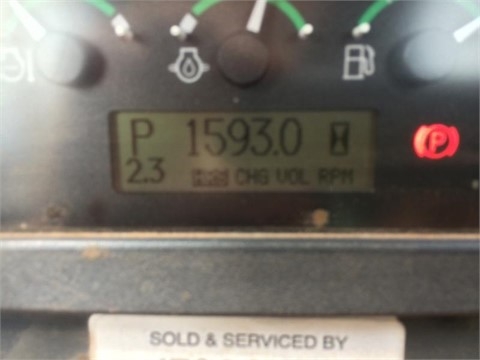 P 1593.0
2.3 CHG VOL RPM
P
SOLD & SERVICED BY